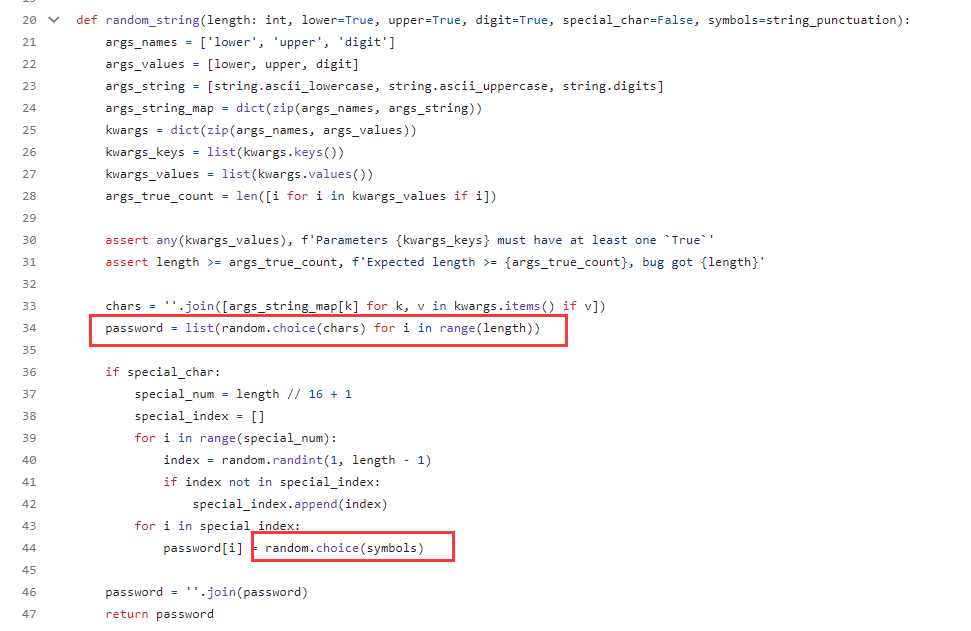 20 def random_string(length: int, lower=True, upper=True, digit=True, special_char=False, symbols=string_punctuation):
21 args_names = ['lower', 'upper', 'digit']
22 args_values = [lower, upper, digit]
23 args_string = [string.ascii_lowercase, string.ascii_uppercase, string.digits]
24 args_string_map = dict(zip(args_names, args_string))
25 kwargs = dict(zip(args_names, args_values))
26 kwargs_keys = list(kwargs.keys())
27 kwargs_values = list(kwargs.values())
28 args_true_count = len([i for i in kwargs_values if i])
29
30 assert any(kwargs_values), f'Parameters {kwargs_keys} must have at least one `True`'
31 assert length >= args_true_count, f'Expected length >= {args_true_count}, bug got {length}'
32
33 chars = ''.join([args_string_map[k] for k, v in kwargs.items() if v])
34 password = list(random.choice(chars) for i in range(length))
35
36 if special_char:
37 special_num = length // 16 + 1
38 special_index = []
39 for i in range(special_num):
40 index = random.randint(1, length - 1)
41 if index not in special_index:
42 special_index.append(index)
43 for i in special_index:
44 password[i] = random.choice(symbols)
45
46 password = ''.join(password)
47 return password